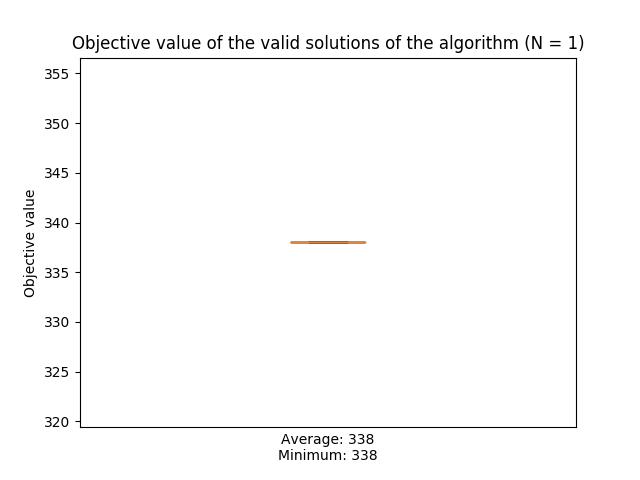 Objective value of the valid solutions of the algorithm (N = 1)
355
350
345
340
335
330
325
320
Objective value
Average: 338
Minimum: 338